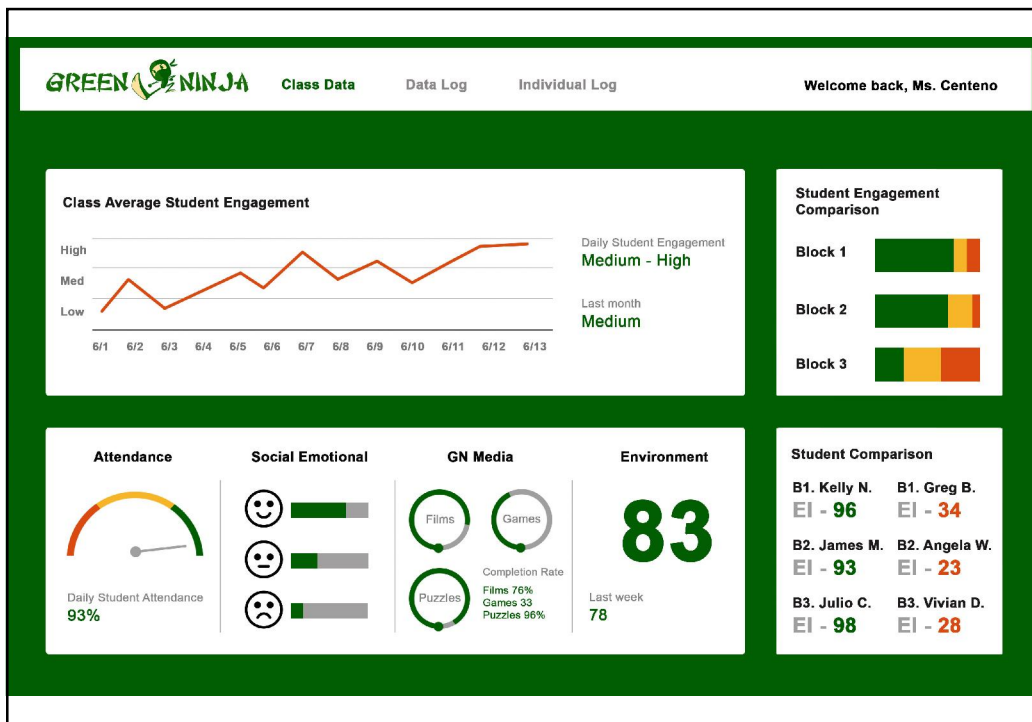 GREEN NINJA
Class Data
Data Log
Individual Log
Welcome back, Ms. Centeno
Class Average Student Engagement
High
Med
Low
6/1 6/2 6/3 6/4 6/5 6/6 6/7 6/8 6/9 6/10 6/11 6/12 6/13
Daily Student Engagement
Medium - High
Last month
Medium
Student Engagement
Comparison
Block 1
Block 2
Block 3
Attendance
Daily Student Attendance
93%
Social Emotional
GN Media
Films
Games
Puzzles
Completion Rate
Films 76%
Games 33
Puzzles 96%
Environment
83
Last week
78
Student Comparison
B1. Kelly N. B1. Greg B.
EI - 96 EI - 34
B2. James M. B2. Angela W.
EI - 93 EI - 23
B3. Julio C. B3. Vivian D.
EI - 98 EI - 28